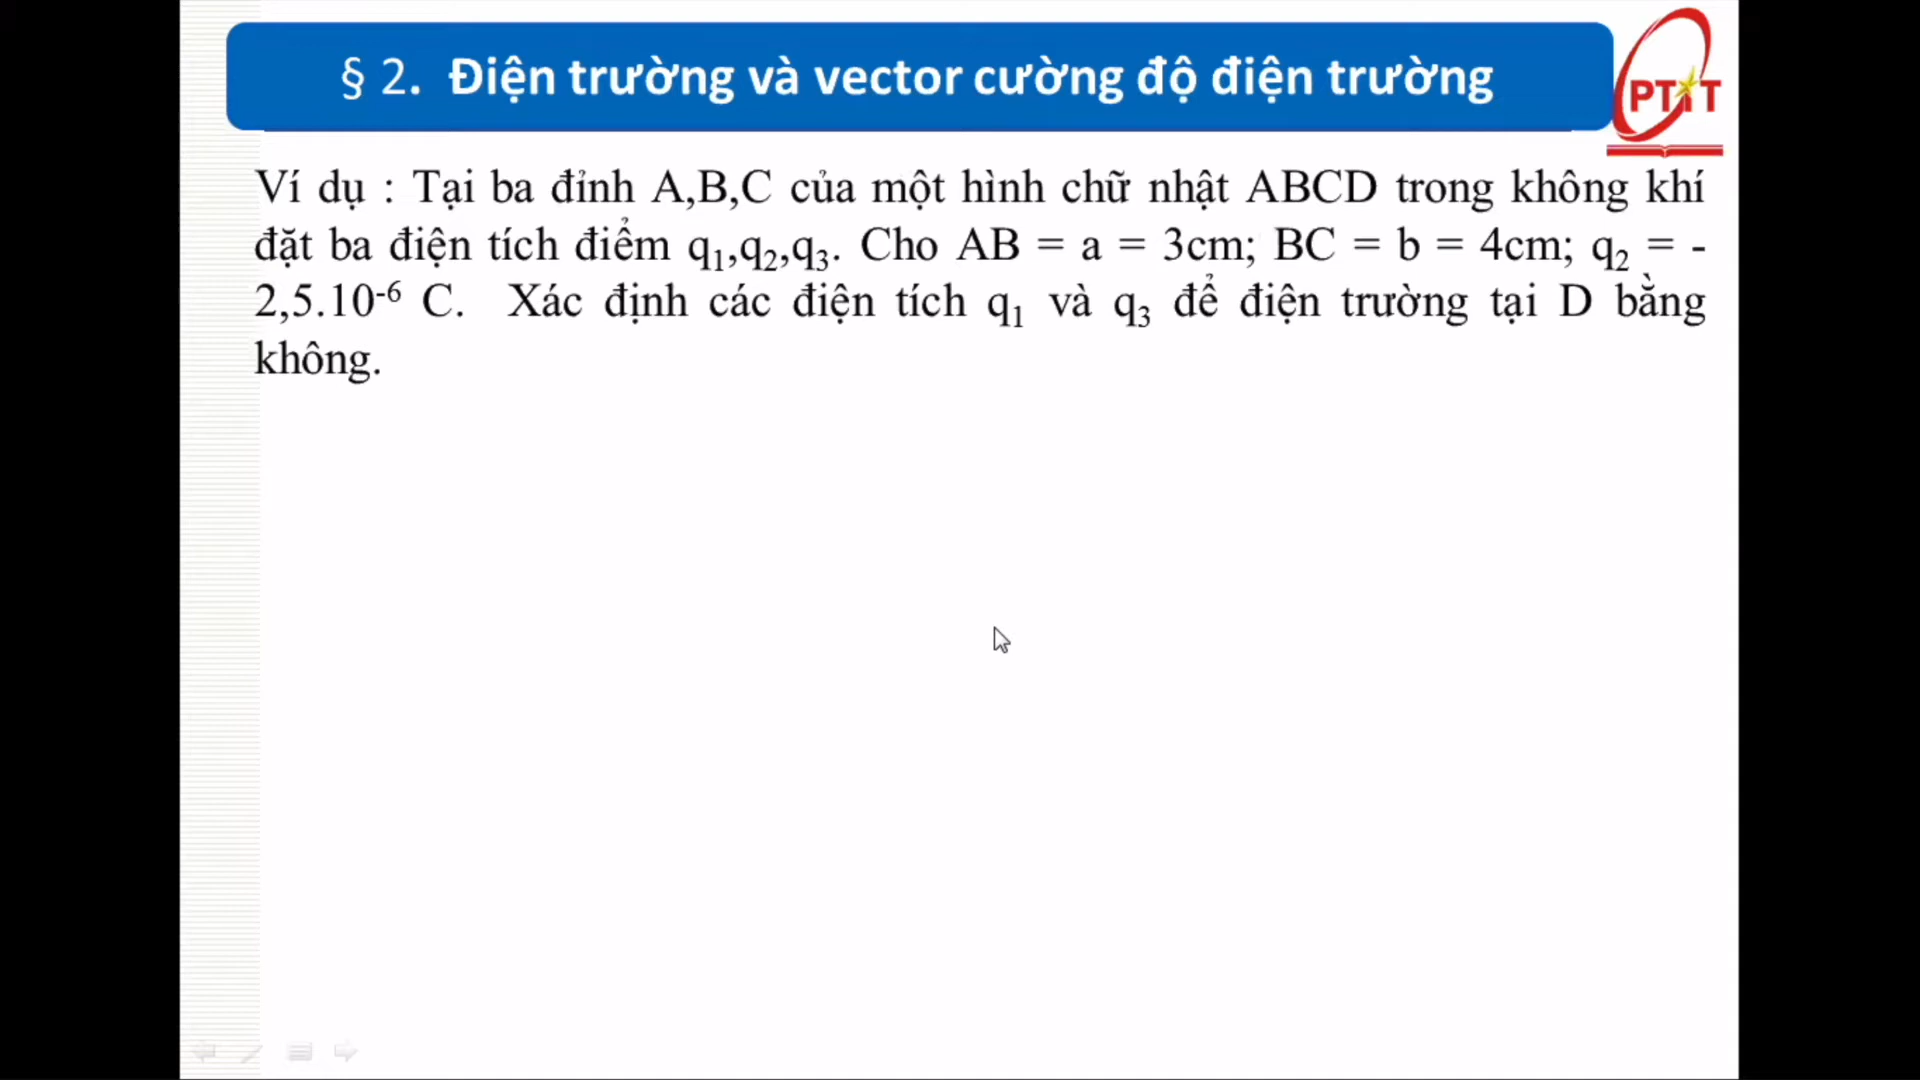 § 2. Điện trường và vector cường độ điện trường
PTIT
Ví dụ : Tại ba đỉnh A,B,C của một hình chữ nhật ABCD trong không khí
đặt ba điện tích điểm q₁,q₂,q₃. Cho AB = a = 3cm; BC = b = 4cm; q₂ = -
2,5.10⁻⁶ C. Xác định các điện tích q₁ và q₃ để điện trường tại D bằng
không.